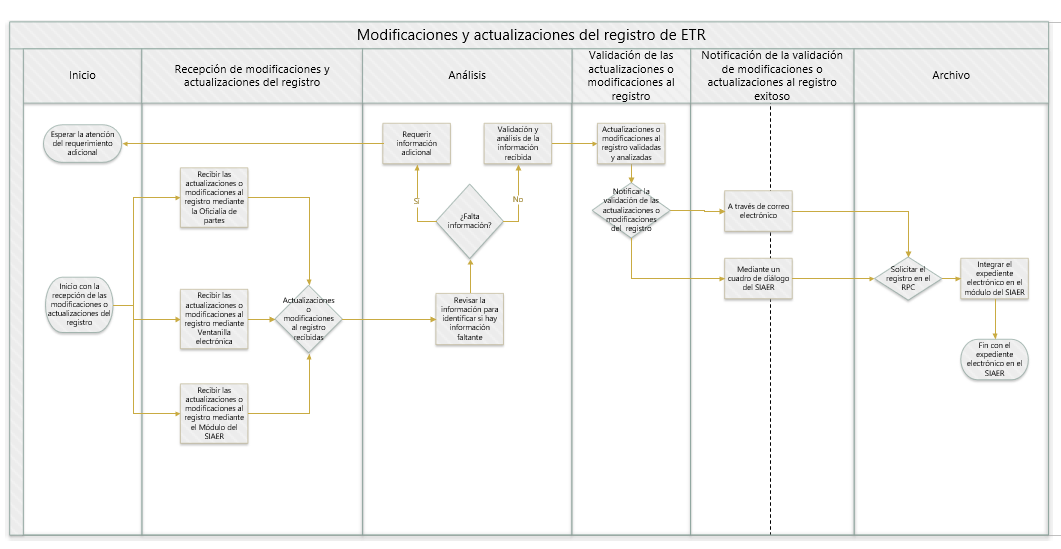 Modificaciones y actualizaciones del registro de ETR
Inicio
Recepción de modificaciones y
actualizaciones del registro
Análisis
Validación de las
actualizaciones o
modificaciones al
registro
Notificación de la validación
de modificaciones o
actualizaciones al registro
exitoso
Archivo
Esperar la atención
del requerimiento
adicional
Inicio con la
recepción de las
modificaciones o
actualizaciones del
registro
Recibir las
actualizaciones o
modificaciones al
registro mediante
la Oficialía de
partes
Recibir las
actualizaciones o
modificaciones al
registro mediante
Ventanilla
electrónica
Recibir las
actualizaciones o
modificaciones al
registro mediante
el Módulo del
SIAER
Actualizaciones
o
modificaciones
al registro
recibidas
Requerir
información
adicional
Validación y
análisis de la
información
recibida
Sí
No
¿Falta
información?
Revisar la
información para
identificar si hay
información
faltante
Actualizaciones o
modificaciones al
registro validadas
y analizadas
Notificar la
validación de las
actualizaciones o
modificaciones
del registro
A través de correo
electrónico
Mediante un
cuadro de diálogo
del SIAER
Solicitar el
registro en el
RPC
Integrar el
expediente
electrónico en el
módulo del SIAER
Fin con el
expediente
electrónico en el
SIAER